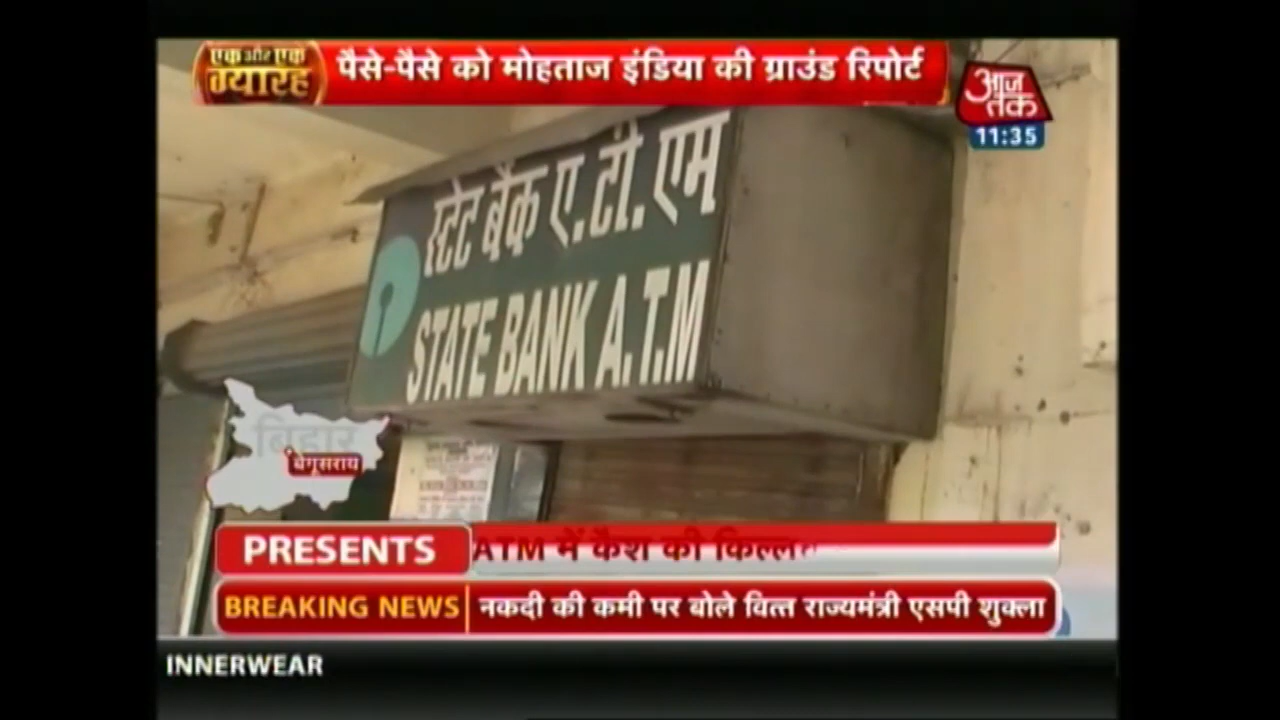 एक और एक
ग्यारह
पैसे-पैसे को मोहताज इंडिया की ग्राउंड रिपोर्ट
आज
तक
11:35
स्टेट बैंक ए.टी.एम
STATE BANK A.T.M
बिहार
बेगूसराय
PRESENTS
ATM में कैश की
BREAKING NEWS
नकदी की कमी पर बोले वित्त राज्यमंत्री एसपी शुक्ला
INNERWEAR